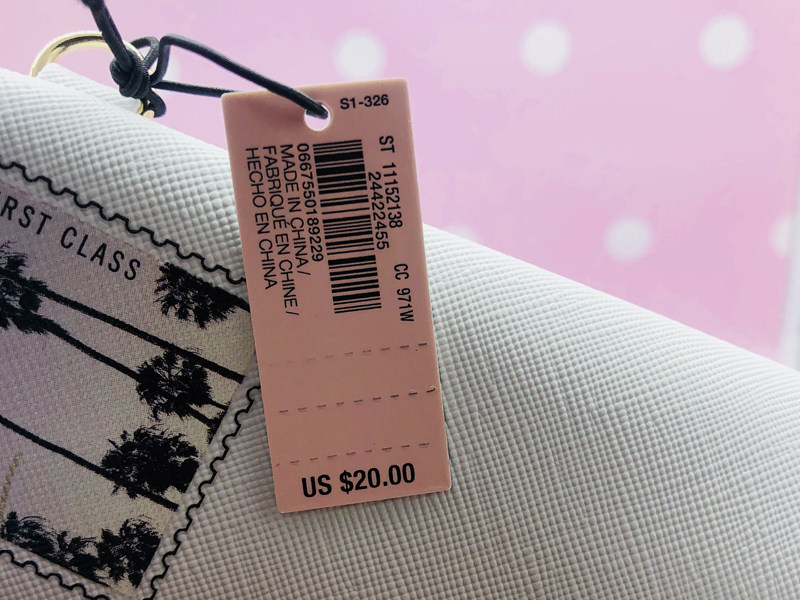 S1-326
ST 11152138
24422455
CC 971W
0667550189229
MADE IN CHINA/
FABRIQUÉ EN CHINE/
HECHO EN CHINA
US $20.00
RST CLASS